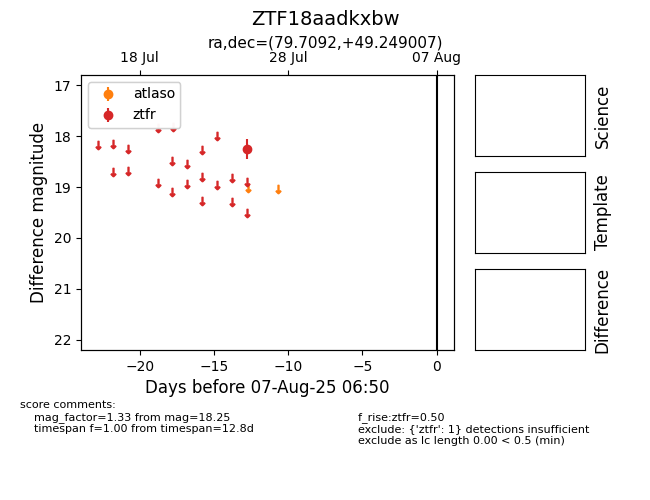 ZTF18aadkxbw
ra,dec=(79.7092,+49.249007)
18 Jul 28 Jul 07 Aug
atlaso
ztfr
17
18
19
20
21
22
Difference magnitude
−20 −15 −10 −5 0
Days before 07-Aug-25 06:50
Science
Template
Difference
score comments:
mag_factor=1.33 from mag=18.25
timespan f=1.00 from timespan=12.8d
f_rise:ztfr=0.50
exclude: {'ztfr': 1} detections insufficient
exclude as lc length 0.00 < 0.5 (min)